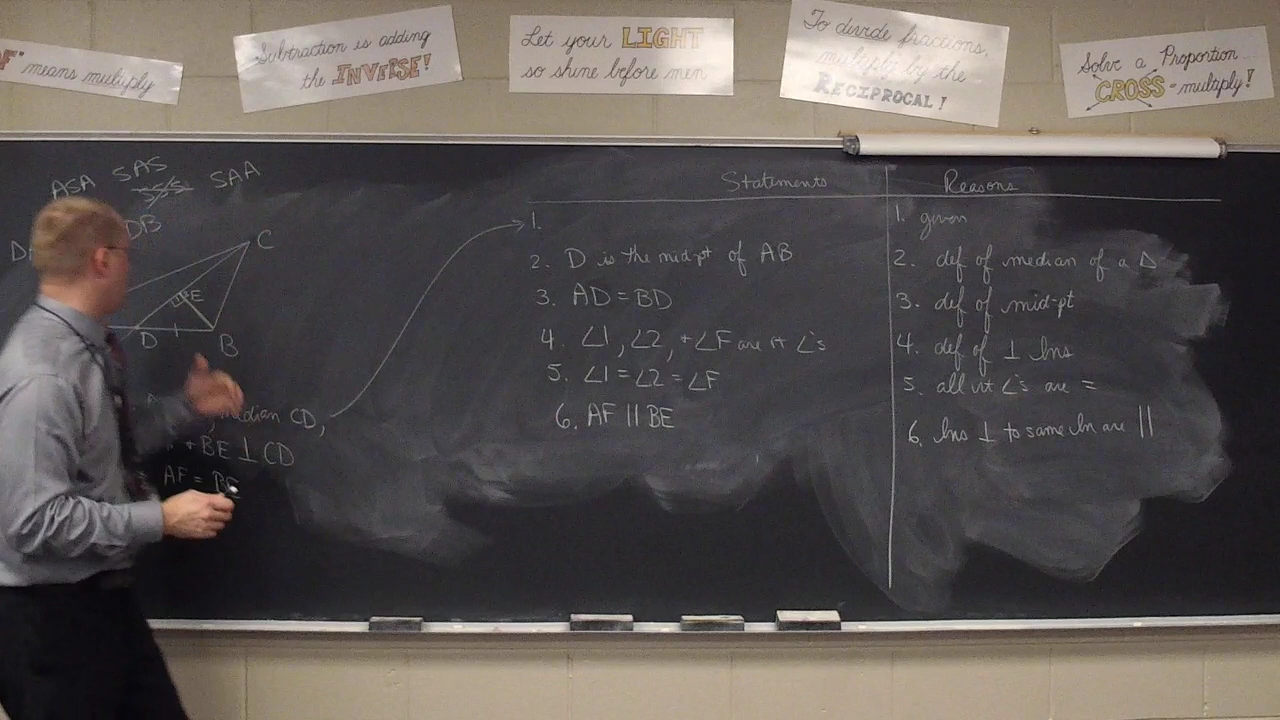 F" means multiply
Subtraction is adding
the INVERSE!
Let your LIGHT
so shine before men
To divide fractions,
multiply by the
RECIPROCAL!
Solve a Proportion...
CROSS-multiply!
ASA SAS SSS SAA
DB
C
E
D
B
median CD,
+ BE ⊥ CD
AF = BE
Statements Reasons
1. 1. given
2. D is the mid-pt of AB 2. def of median of a Δ
3. AD = BD 3. def of mid-pt
4. ∠1, ∠2, + ∠F are rt ∠'s 4. def of ⊥ lns
5. ∠1 = ∠2 = ∠F 5. all rt ∠'s are =
6. AF || BE 6. lns ⊥ to same ln are ||